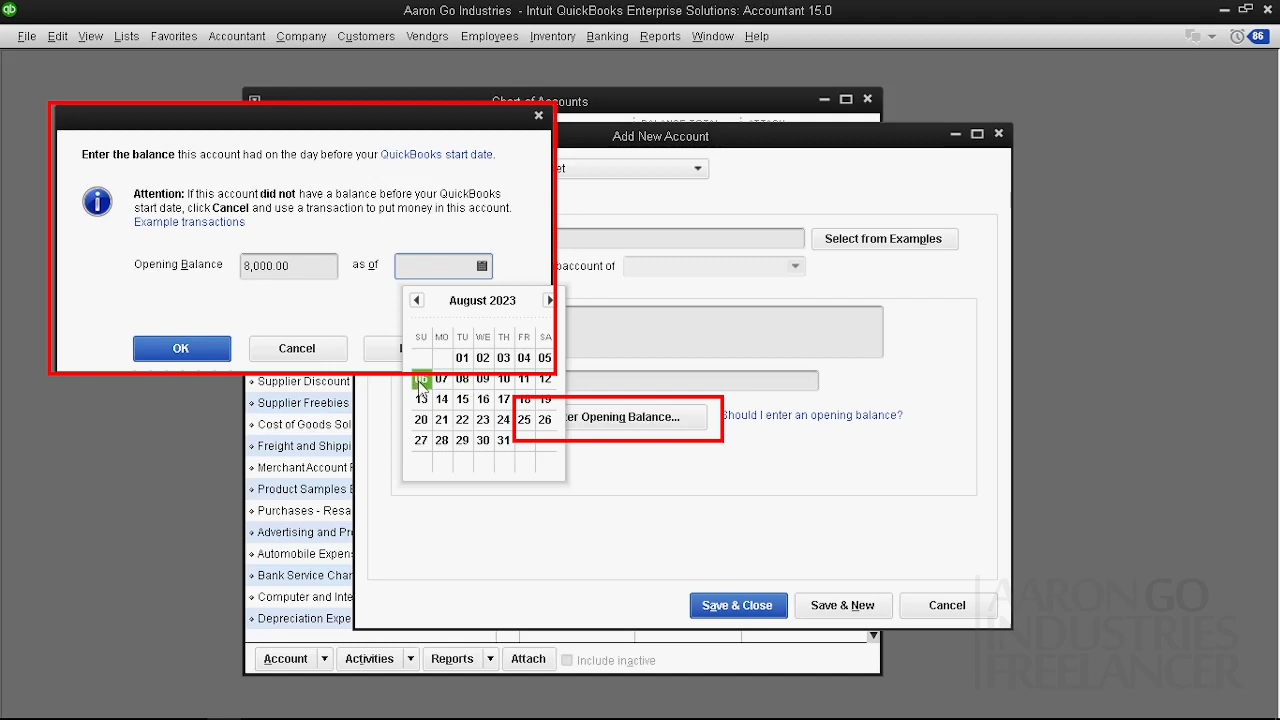 Aaron Go Industries - Intuit QuickBooks Enterprise Solutions: Accountant 15.0
File Edit View Lists Favorites Accountant Company Customers Vendors Employees Inventory Banking Reports Window Help
86
Chart of Accounts
BALANCE TOTAL ATTACH
Add New Account
Enter the balance this account had on the day before your QuickBooks start date.
Attention: If this account did not have a balance before your QuickBooks
start date, click Cancel and use a transaction to put money in this account.
Example transactions
Select from Examples
Opening Balance 8,000.00 as of
baccount of
August 2023
SU MO TU WE TH FR SA
01 02 03 04 05
06 07 08 09 10 11 12
13 14 15 16 17 18 19
20 21 22 23 24 25 26
27 28 29 30 31
OK Cancel
er Opening Balance...
Should I enter an opening balance?
Supplier Discount
Supplier Freebies
Cost of Goods Sol
Freight and Shippi
Merchant Account F
Product Samples E
Purchases - Resa
Advertising and Pr
Automobile Expens
Bank Service Char
Computer and Inte
Depreciation Expe
Save & Close Save & New Cancel
Account Activities Reports Attach Include inactive
AARON GO
INDUSTRIES
FREELANCER